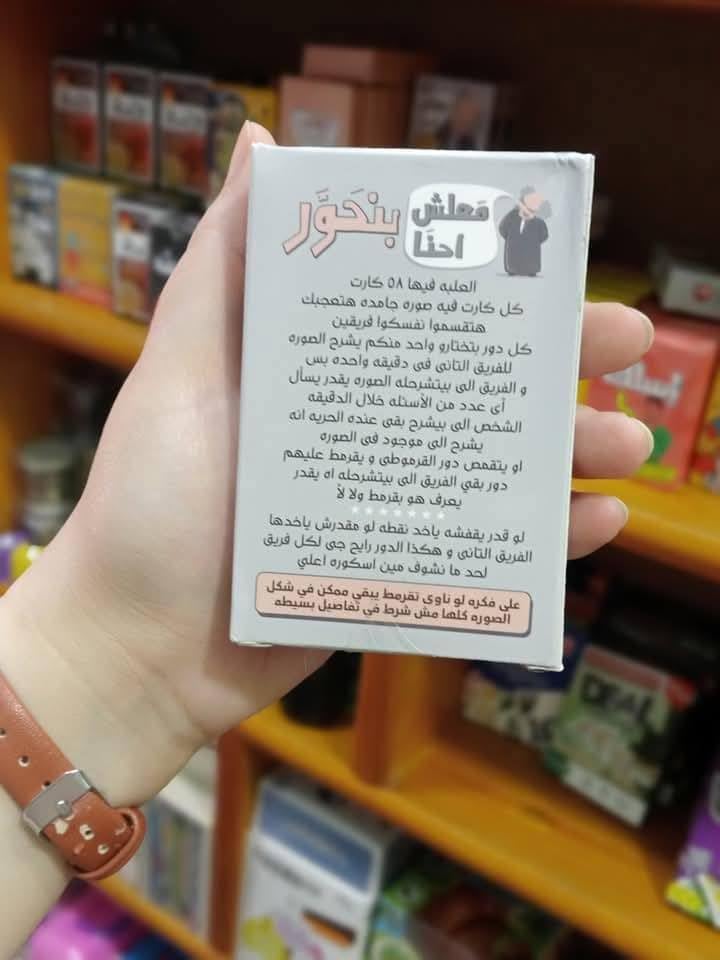 مَعلش
احنَا
بنحَوَّر
العلبه فيها ٥٨ كارت
كل كارت فيه صوره جامده هتعجبك
هتقسموا نفسكوا فريقين
كل دور بتختارو واحد منكم يشرح الصوره
للفريق التانى فى دقيقه واحده بس
و الفريق الى بيتشرحله الصوره يقدر يسأل
أى عدد من الأسئله خلال الدقيقه
الشخص الى بيشرح بقى عنده الحريه انه
يشرح الى موجود فى الصوره
او يتقمص دور القرموطى و يقرمط عليهم
دور بقي الفريق الى بيتشرحله اه يقدر
يعرف هو بقرمط ولا لأ
لو قدر يقفشه ياخد نقطه لو مقدرش ياخدها
الفريق التانى و هكذا الدور رايح جى لكل فريق
لحد ما نشوف مين اسكوره اعلي
على فكره لو ناوى تقرمط يبقي ممكن في شكل
الصوره كلها مش شرط في تفاصيل بسيطه
DEAL